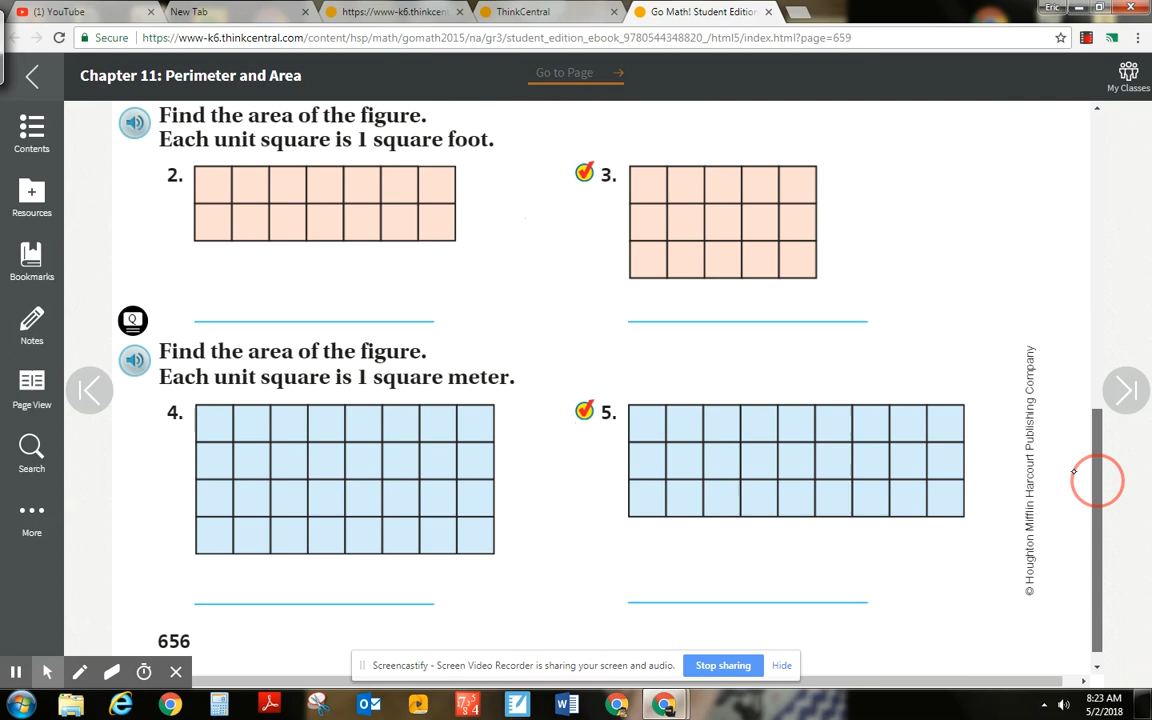 (1) YouTube
New Tab
https://www-k6.thinkcen
ThinkCentral
Go Math! Student Edition
Eric
Secure
https://www-k6.thinkcentral.com/content/hsp/math/gomath2015/na/gr3/student_edition_ebook_9780544348820_/html5/index.html?page=659
Chapter 11: Perimeter and Area
Go to Page
My Classes
Contents
Resources
Bookmarks
Notes
Page View
Search
More
Find the area of the figure.
Each unit square is 1 square foot.
2.
3.
Q
Find the area of the figure.
Each unit square is 1 square meter.
4.
5.
© Houghton Mifflin Harcourt Publishing Company
656
Screencastify - Screen Video Recorder is sharing your screen and audio.
Stop sharing
Hide
8:23 AM
5/2/2018